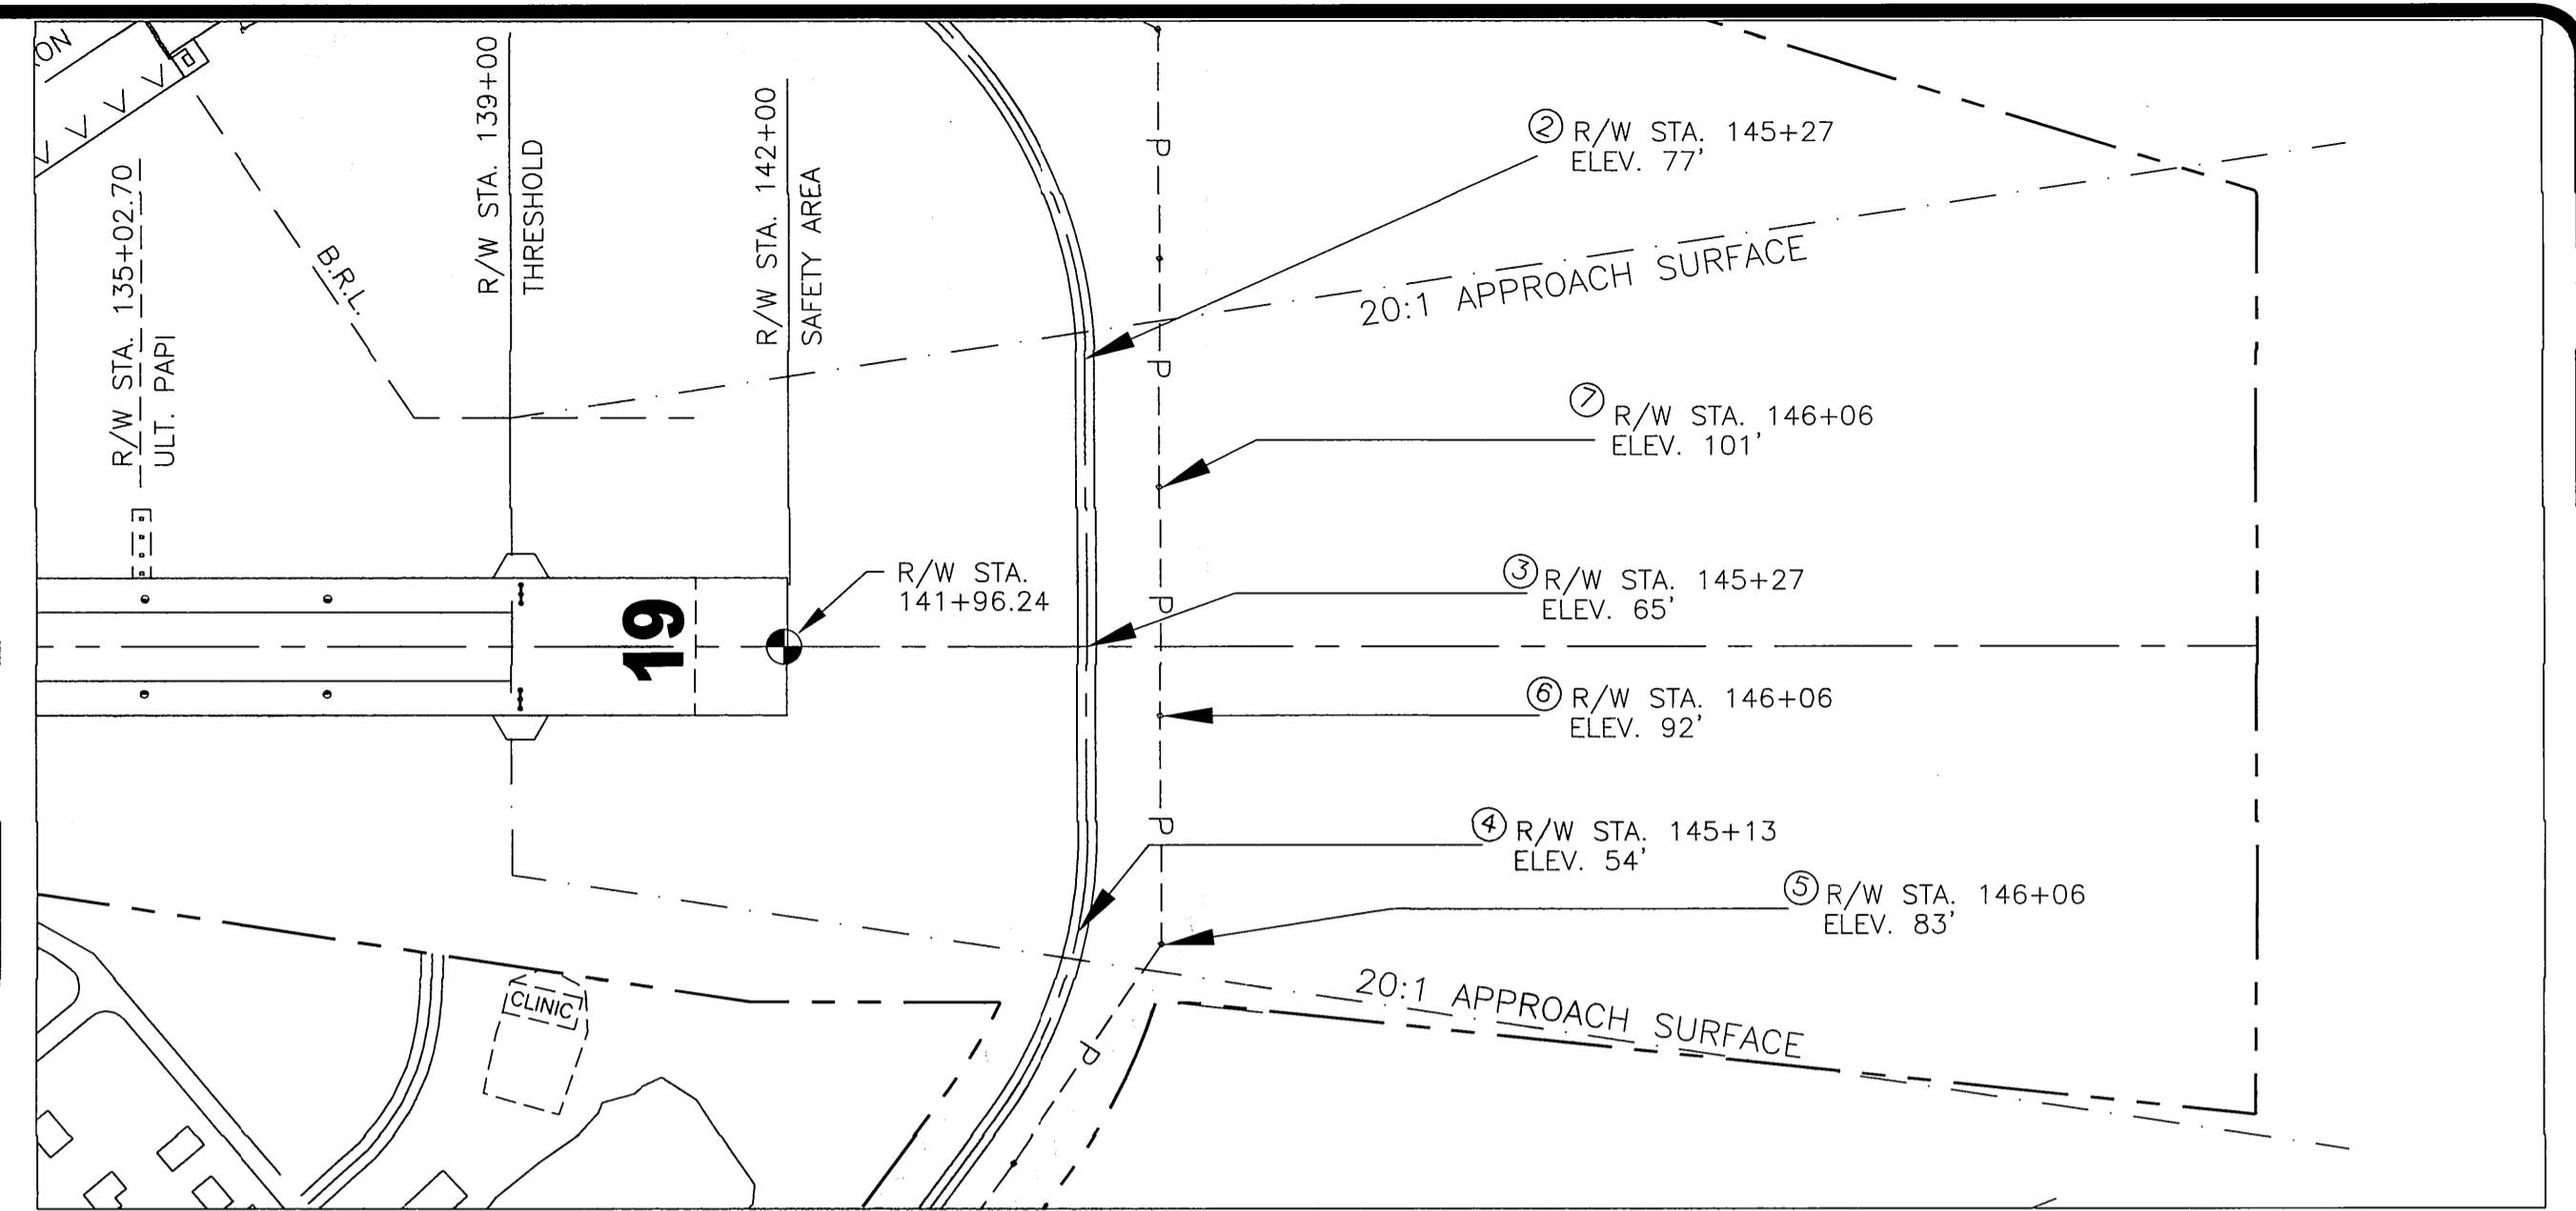 ON
R/W STA. 135+02.70
ULT. PAPI
B.R.L.
R/W STA. 139+00
THRESHOLD
R/W STA. 142+00
SAFETY AREA
P
② R/W STA. 145+27
ELEV. 77'
20:1 APPROACH SURFACE
P
⑦ R/W STA. 146+06
ELEV. 101'
R/W STA.
141+96.24
19
P
③ R/W STA. 145+27
ELEV. 65'
⑥ R/W STA. 146+06
ELEV. 92'
P
④ R/W STA. 145+13
ELEV. 54'
⑤ R/W STA. 146+06
ELEV. 83'
CLINIC
P
20:1 APPROACH SURFACE